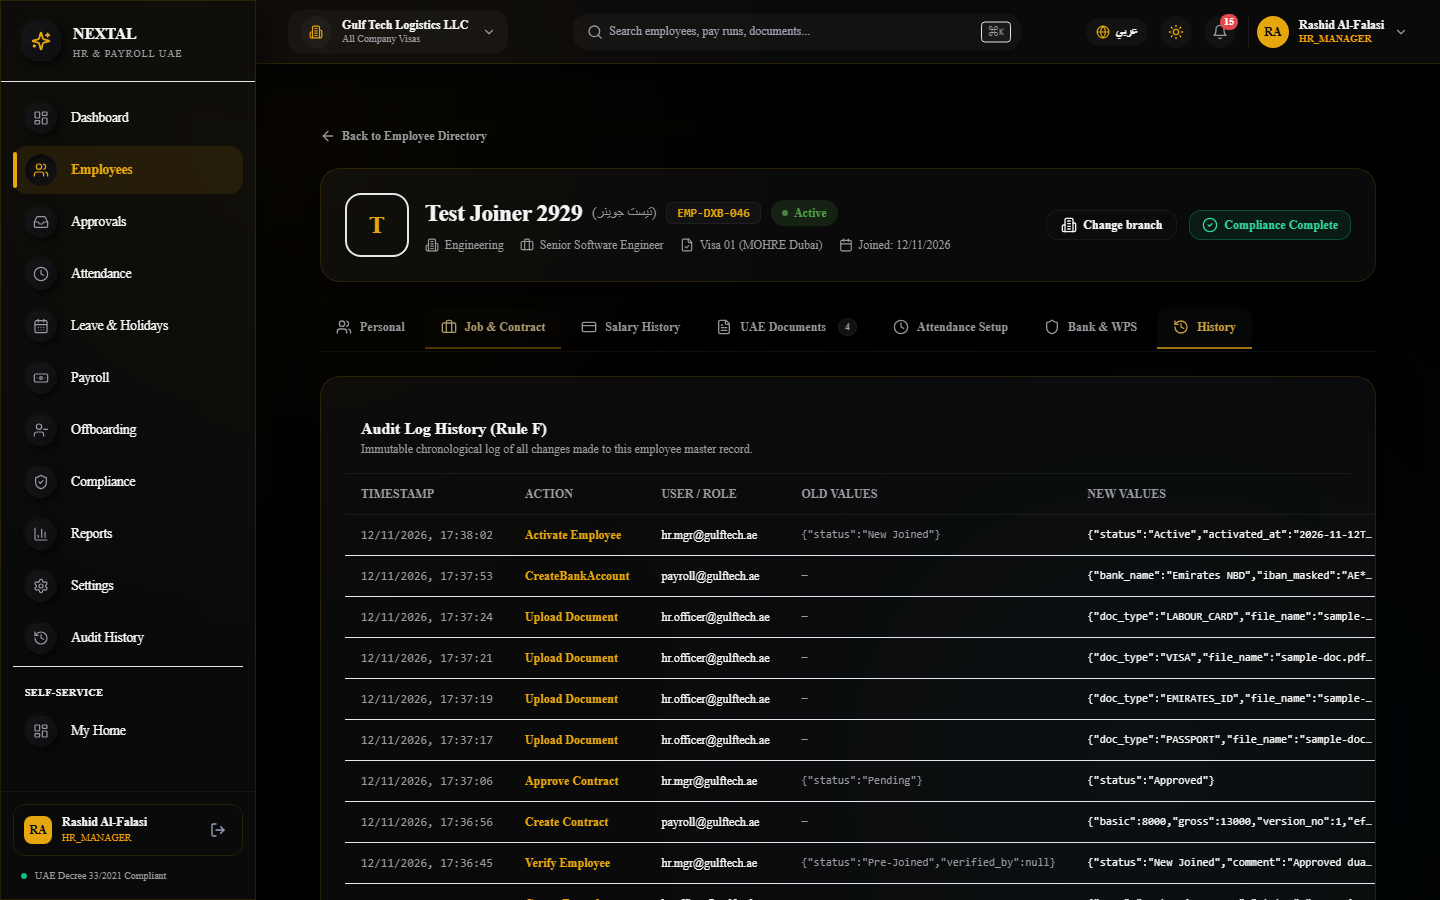 NEXTAL
HR & PAYROLL UAE
Dashboard
Employees
Approvals
Attendance
Leave & Holidays
Payroll
Offboarding
Compliance
Reports
Settings
Audit History
SELF-SERVICE
My Home
RA
Rashid Al-Falasi
HR_MANAGER
UAE Decree 33/2021 Compliant
Gulf Tech Logistics LLC
All Company Visas
Search employees, pay runs, documents...
⌘K
عربي
15
RA
Rashid Al-Falasi
HR_MANAGER
Back to Employee Directory
T
Test Joiner 2929 (تيست جوينر) EMP-DXB-046 Active
Engineering Senior Software Engineer Visa 01 (MOHRE Dubai) Joined: 12/11/2026
Change branch
Compliance Complete
Personal Job & Contract Salary History UAE Documents 4 Attendance Setup Bank & WPS History
Audit Log History (Rule F)
Immutable chronological log of all changes made to this employee master record.
TIMESTAMP ACTION USER / ROLE OLD VALUES NEW VALUES
12/11/2026, 17:38:02 Activate Employee hr.mgr@gulftech.ae {"status":"New Joined"} {"status":"Active","activated_at":"2026-11-12T…
12/11/2026, 17:37:53 CreateBankAccount payroll@gulftech.ae – {"bank_name":"Emirates NBD","iban_masked":"AE*…
12/11/2026, 17:37:24 Upload Document hr.officer@gulftech.ae – {"doc_type":"LABOUR_CARD","file_name":"sample-…
12/11/2026, 17:37:21 Upload Document hr.officer@gulftech.ae – {"doc_type":"VISA","file_name":"sample-doc.pdf…
12/11/2026, 17:37:19 Upload Document hr.officer@gulftech.ae – {"doc_type":"EMIRATES_ID","file_name":"sample-…
12/11/2026, 17:37:17 Upload Document hr.officer@gulftech.ae – {"doc_type":"PASSPORT","file_name":"sample-doc…
12/11/2026, 17:37:06 Approve Contract hr.mgr@gulftech.ae {"status":"Pending"} {"status":"Approved"}
12/11/2026, 17:36:56 Create Contract payroll@gulftech.ae – {"basic":8000,"gross":13000,"version_no":1,"ef…
12/11/2026, 17:36:45 Verify Employee hr.mgr@gulftech.ae {"status":"Pre-Joined","verified_by":null} {"status":"New Joined","comment":"Approved dua…